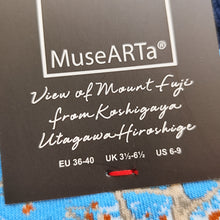 MuseARTa®
View of Mount Fuji
from Koshigaya
Utagawa Hiroshige
EU 36-40 UK 3½-6½ US 6-9